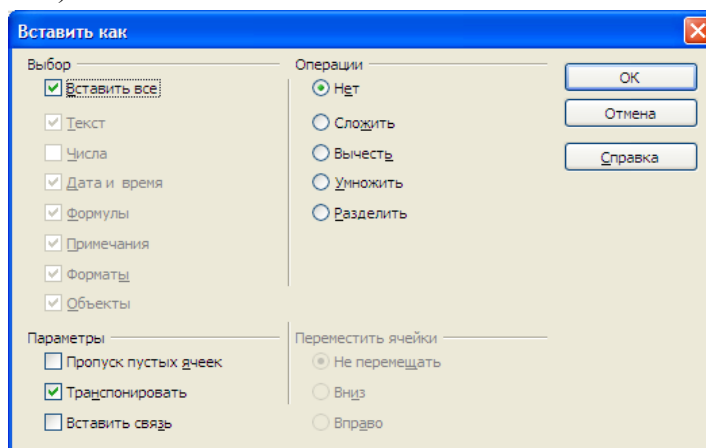 Вставить как
Выбор
Вставить все
Текст
Числа
Дата и время
Формулы
Примечания
Форматы
Объекты
Операции
Нет
Сложить
Вычесть
Умножить
Разделить
ОК
Отмена
Справка
Параметры
Пропуск пустых ячеек
Транспонировать
Вставить связь
Переместить ячейки
Не перемещать
Вниз
Вправо